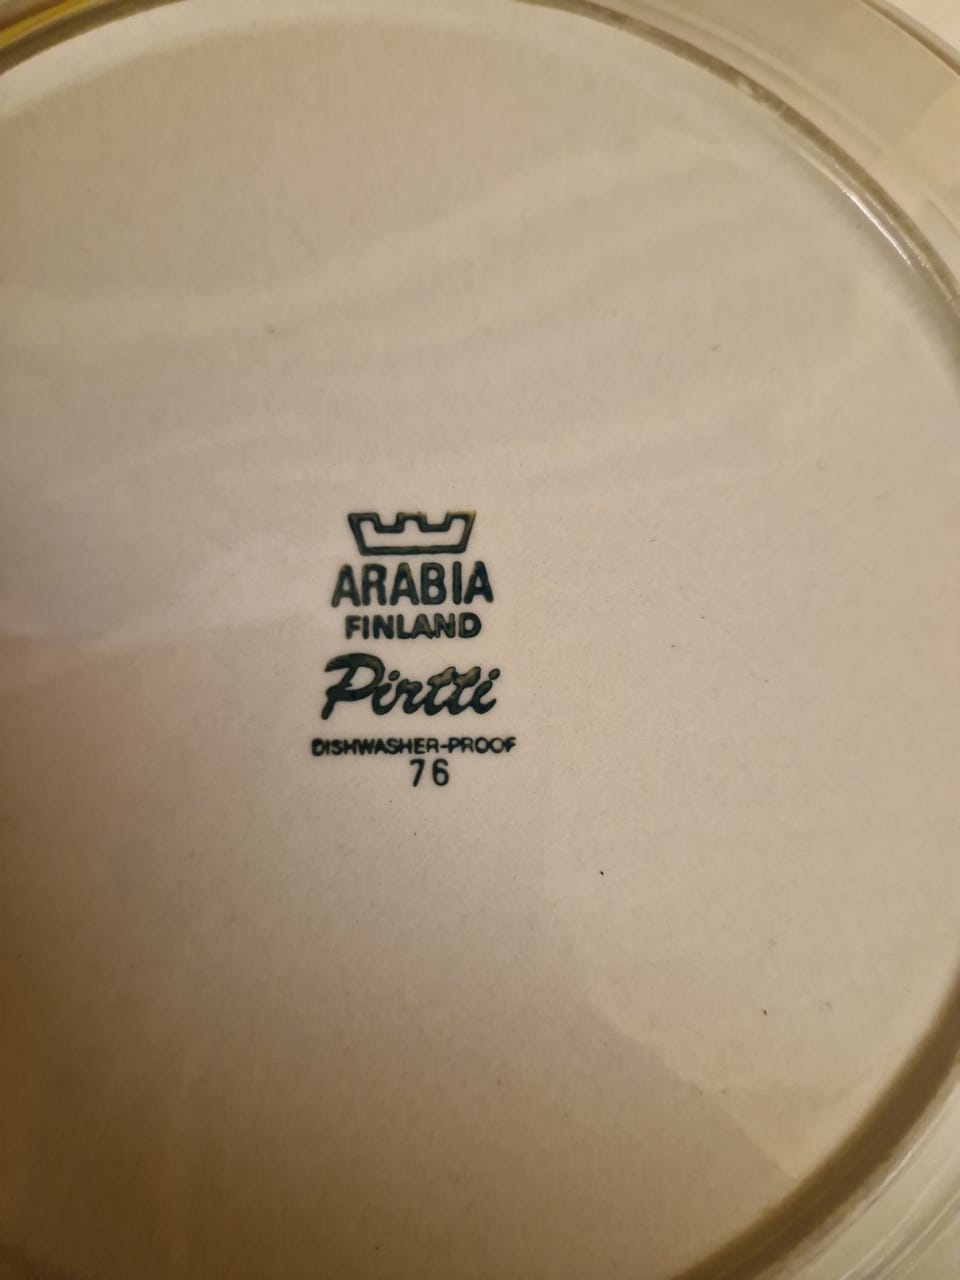 ARABIA
FINLAND
Pirtti
DISHWASHER-PROOF
76